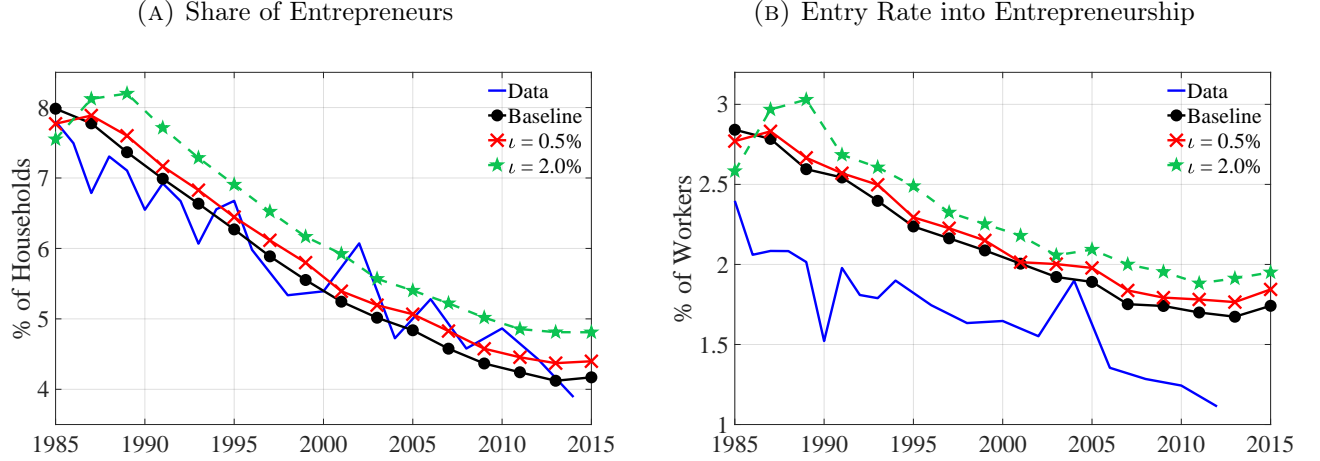 (A) Share of Entrepreneurs
% of Households
8
7
6
5
4
1985 1990 1995 2000 2005 2010 2015
Data
Baseline
ι = 0.5%
ι = 2.0%
(B) Entry Rate into Entrepreneurship
% of Workers
3
2.5
2
1.5
1
1985 1990 1995 2000 2005 2010 2015
Data
Baseline
ι = 0.5%
ι = 2.0%